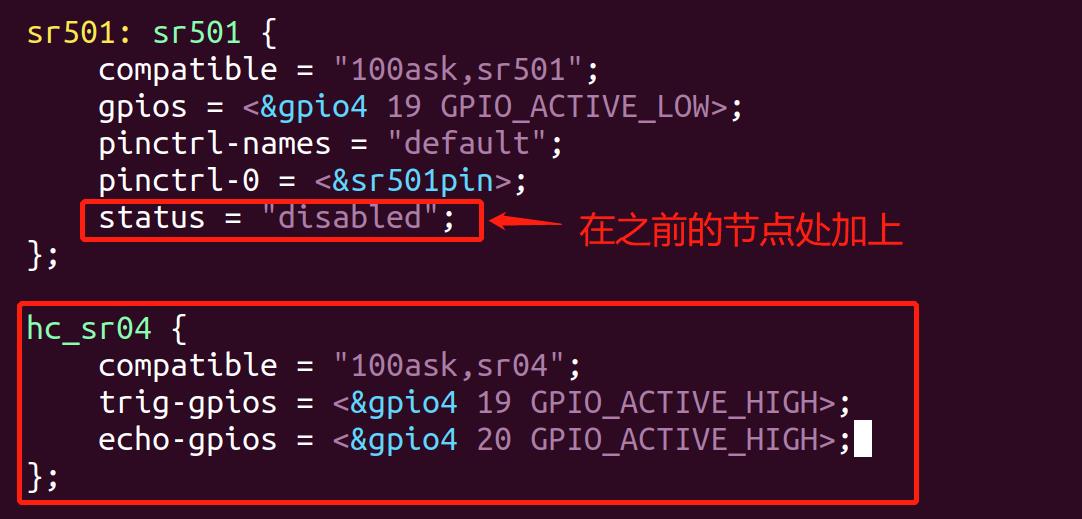 sr501: sr501 {
compatible = "100ask,sr501";
gpios = <&gpio4 19 GPIO_ACTIVE_LOW>;
pinctrl-names = "default";
pinctrl-0 = <&sr501pin>;
status = "disabled";
在之前的节点处加上
};
hc_sr04 {
compatible = "100ask,sr04";
trig-gpios = <&gpio4 19 GPIO_ACTIVE_HIGH>;
echo-gpios = <&gpio4 20 GPIO_ACTIVE_HIGH>;
};